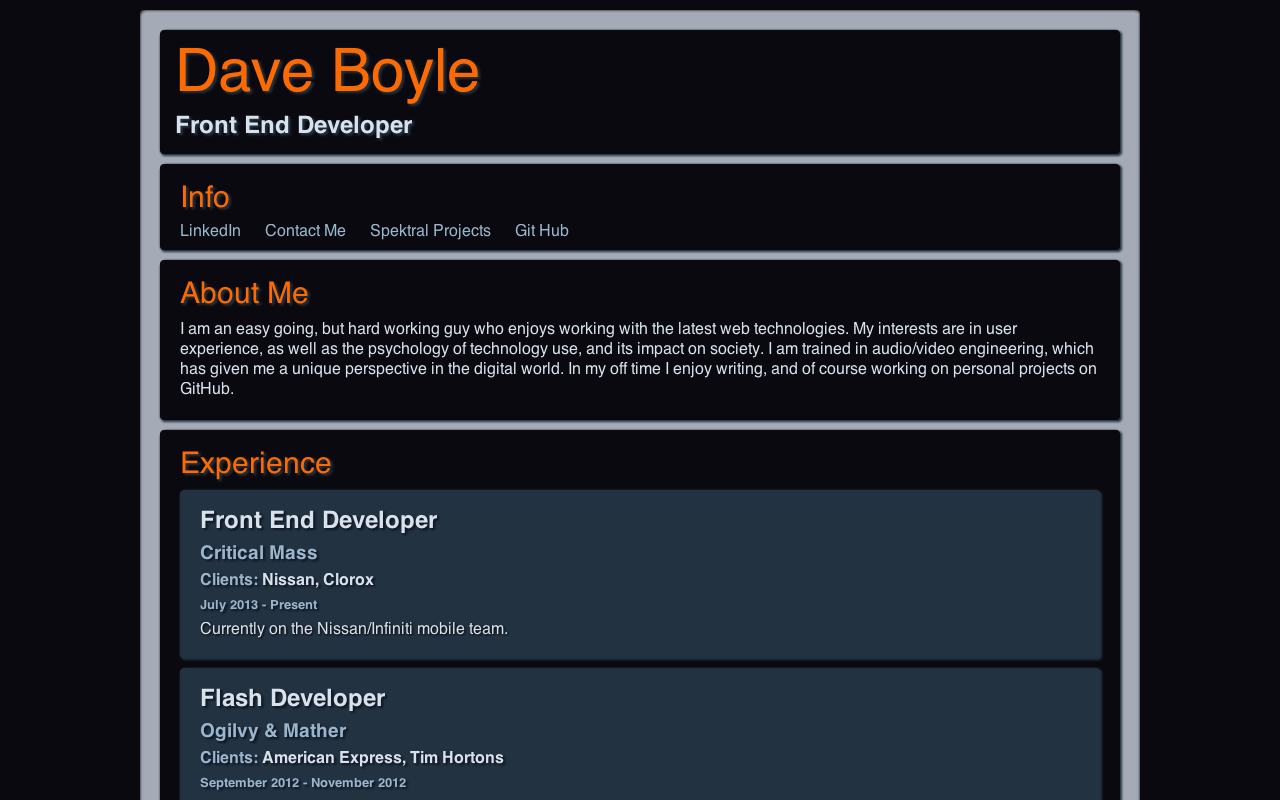 Dave Boyle
Front End Developer
Info
LinkedIn Contact Me Spektral Projects Git Hub
About Me
I am an easy going, but hard working guy who enjoys working with the latest web technologies. My interests are in user
experience, as well as the psychology of technology use, and its impact on society. I am trained in audio/video engineering, which
has given me a unique perspective in the digital world. In my off time I enjoy writing, and of course working on personal projects on
GitHub.
Experience
Front End Developer
Critical Mass
Clients: Nissan, Clorox
July 2013 - Present
Currently on the Nissan/Infiniti mobile team.
Flash Developer
Ogilvy & Mather
Clients: American Express, Tim Hortons
September 2012 - November 2012